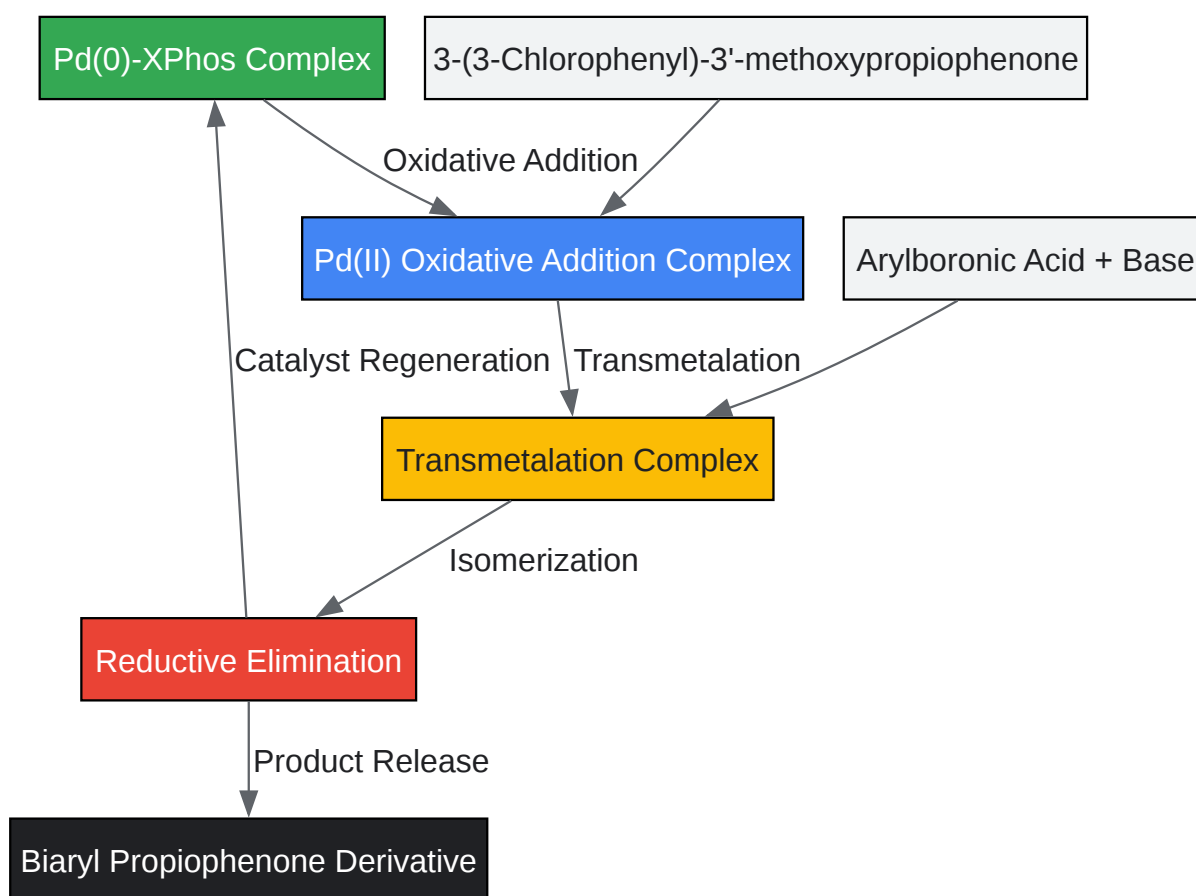 Pd(0)-XPhos Complex
3-(3-Chlorophenyl)-3'-methoxypropiophenone
Oxidative Addition
Pd(II) Oxidative Addition Complex
Arylboronic Acid + Base
Catalyst Regeneration
Transmetalation
Transmetalation Complex
Isomerization
Reductive Elimination
Product Release
Biaryl Propiophenone Derivative